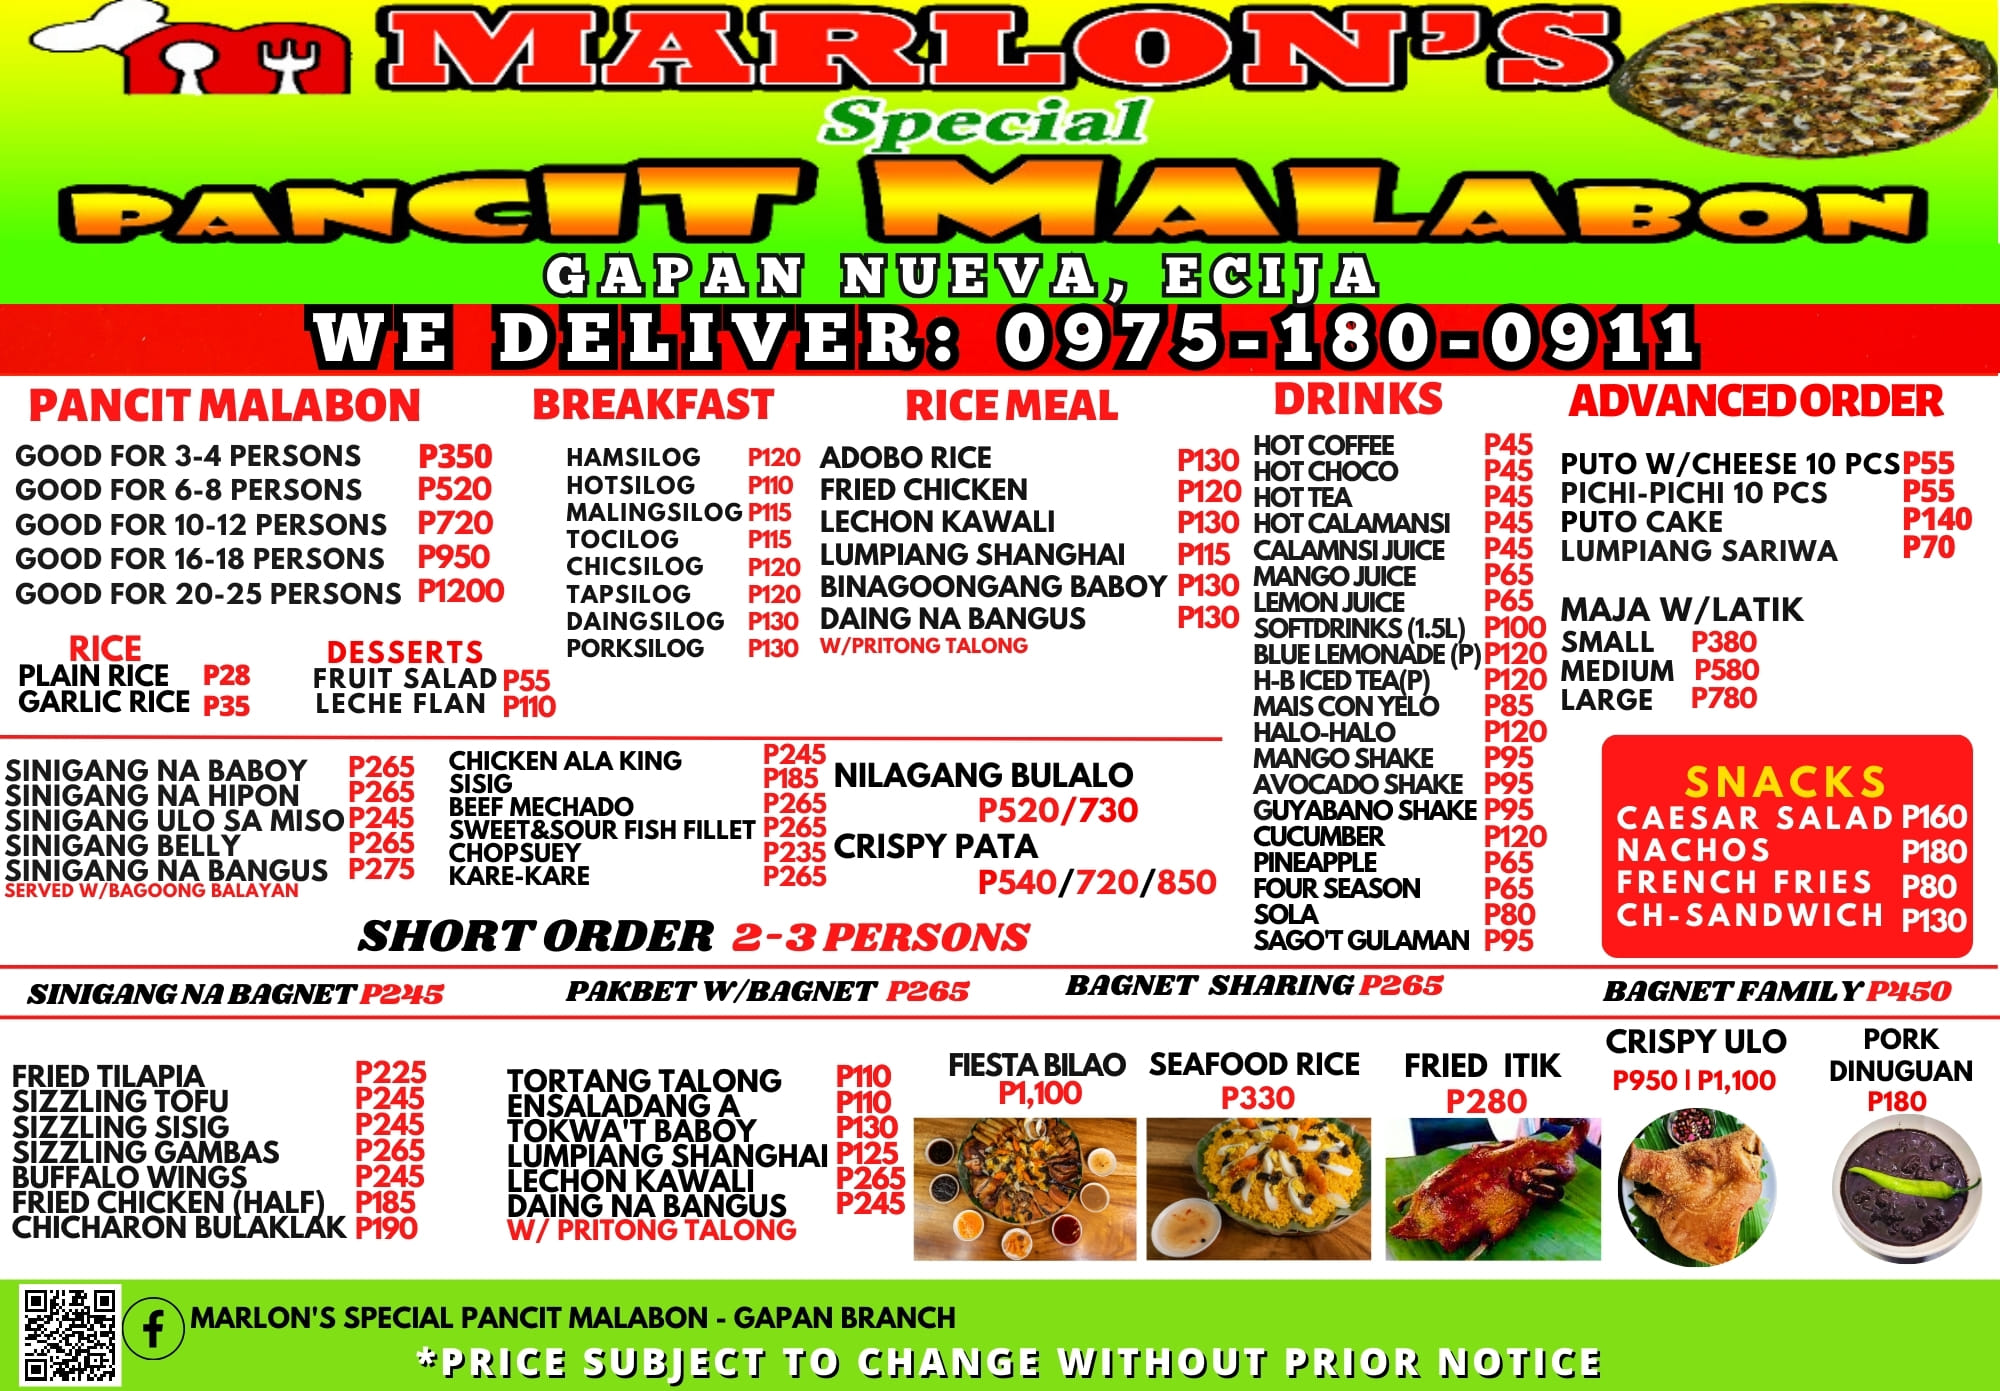 MARLON'S
Special
PANCIT MALABON
GAPAN NUEVA, ECIJA
WE DELIVER: 0975-180-0911
PANCIT MALABON
GOOD FOR 3-4 PERSONS P350
GOOD FOR 6-8 PERSONS P520
GOOD FOR 10-12 PERSONS P720
GOOD FOR 16-18 PERSONS P950
GOOD FOR 20-25 PERSONS P1200
RICE
PLAIN RICE P28
GARLIC RICE P35
DESSERTS
FRUIT SALAD P55
LECHE FLAN P110
BREAKFAST
HAMSILOG P120
HOTSILOG P110
MALINGSILOG P115
TOCILOG P115
CHICSILOG P120
TAPSILOG P120
DAINGSILOG P130
PORKSILOG P130
RICE MEAL
ADOBO RICE P130
FRIED CHICKEN P120
LECHON KAWALI P130
LUMPIANG SHANGHAI P115
BINAGOONGANG BABOY P130
DAING NA BANGUS P130
W/PRITONG TALONG
DRINKS
HOT COFFEE P45
HOT CHOCO P45
HOT TEA P45
HOT CALAMANSI P45
CALAMNSI JUICE P45
MANGO JUICE P65
LEMON JUICE P65
SOFTDRINKS (1.5L) P100
BLUE LEMONADE (P) P120
H-B ICED TEA(P) P120
MAIS CON YELO P85
HALO-HALO P120
MANGO SHAKE P95
AVOCADO SHAKE P95
GUYABANO SHAKE P95
CUCUMBER P120
PINEAPPLE P65
FOUR SEASON P65
SOLA P80
SAGO'T GULAMAN P95
ADVANCED ORDER
PUTO W/CHEESE 10 PCS P55
PICHI-PICHI 10 PCS P55
PUTO CAKE P140
LUMPIANG SARIWA P70
MAJA W/LATIK
SMALL P380
MEDIUM P580
LARGE P780
SNACKS
CAESAR SALAD P160
NACHOS P180
FRENCH FRIES P80
CH-SANDWICH P130
SINIGANG NA BABOY P265
SINIGANG NA HIPON P265
SINIGANG ULO SA MISO P245
SINIGANG BELLY P265
SINIGANG NA BANGUS P275
SERVED W/BAGOONG BALAYAN
CHICKEN ALA KING P245
SISIG P185
BEEF MECHADO P265
SWEET&SOUR FISH FILLET P265
CHOPSUEY P235
KARE-KARE P265
NILAGANG BULALO
P520/730
CRISPY PATA
P540/720/850
SHORT ORDER 2-3 PERSONS
SINIGANG NA BAGNET P245
PAKBET W/BAGNET P265
BAGNET SHARING P265
BAGNET FAMILY P450
FRIED TILAPIA P225
SIZZLING TOFU P245
SIZZLING SISIG P245
SIZZLING GAMBAS P265
BUFFALO WINGS P245
FRIED CHICKEN (HALF) P185
CHICHARON BULAKLAK P190
TORTANG TALONG P110
ENSALADANG A P110
TOKWA'T BABOY P130
LUMPIANG SHANGHAI P125
LECHON KAWALI P265
DAING NA BANGUS P245
W/ PRITONG TALONG
FIESTA BILAO
P1,100
SEAFOOD RICE
P330
FRIED ITIK
P280
CRISPY ULO
P950 | P1,100
PORK
DINUGUAN
P180
MARLON'S SPECIAL PANCIT MALABON - GAPAN BRANCH
*PRICE SUBJECT TO CHANGE WITHOUT PRIOR NOTICE